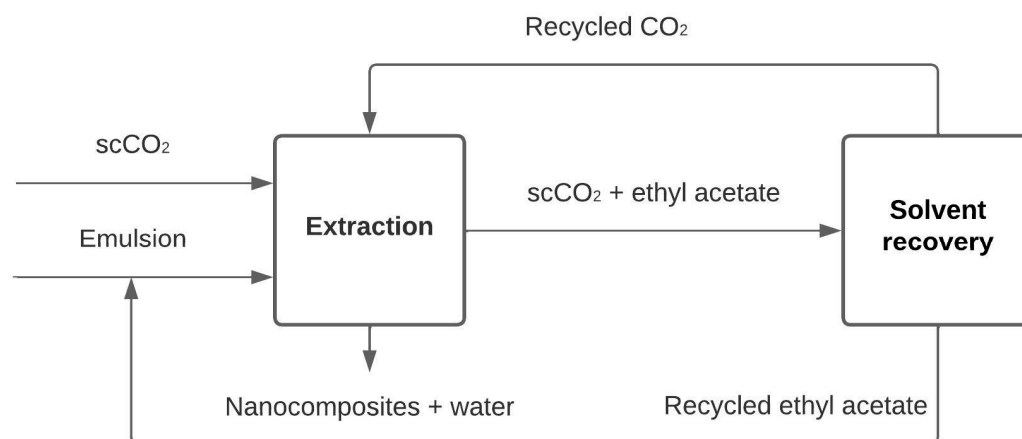 Recycled CO₂
scCO₂
Emulsion
Extraction
scCO₂ + ethyl acetate
Solvent
recovery
Nanocomposites + water
Recycled ethyl acetate